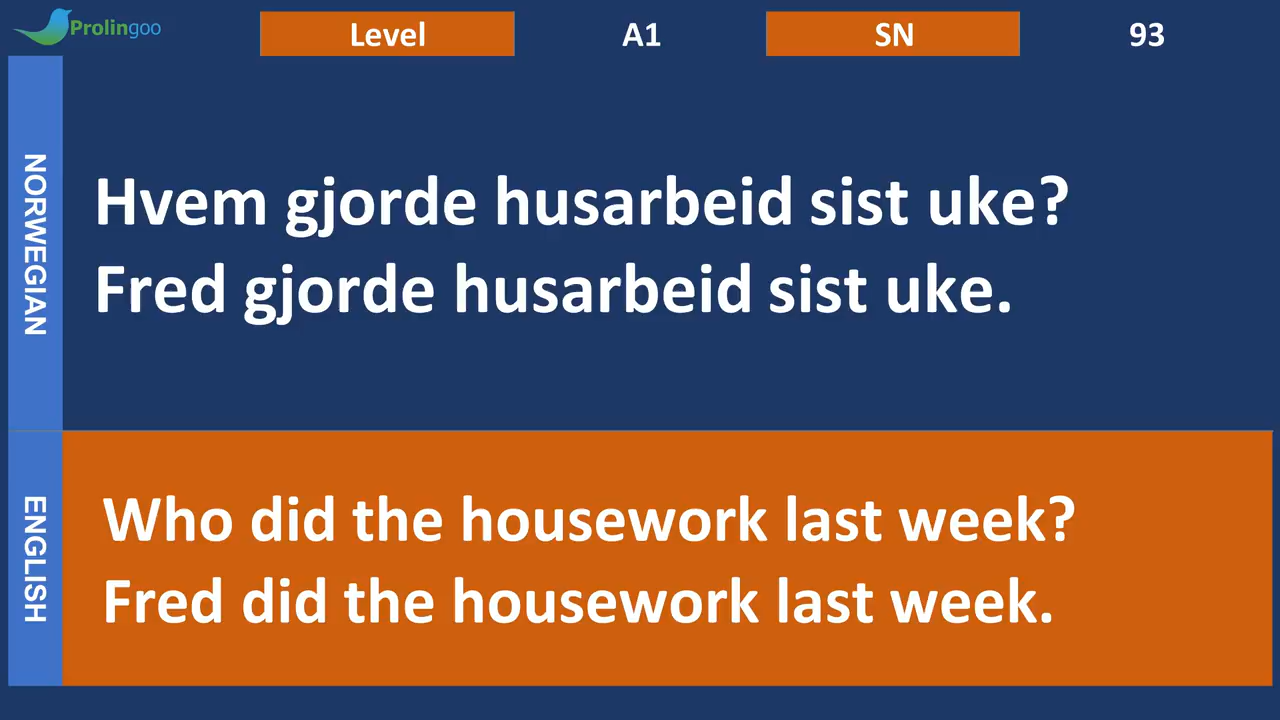 Prolingoo
Level A1 SN 93
NORWEGIAN
Hvem gjorde husarbeid sist uke?
Fred gjorde husarbeid sist uke.
ENGLISH
Who did the housework last week?
Fred did the housework last week.